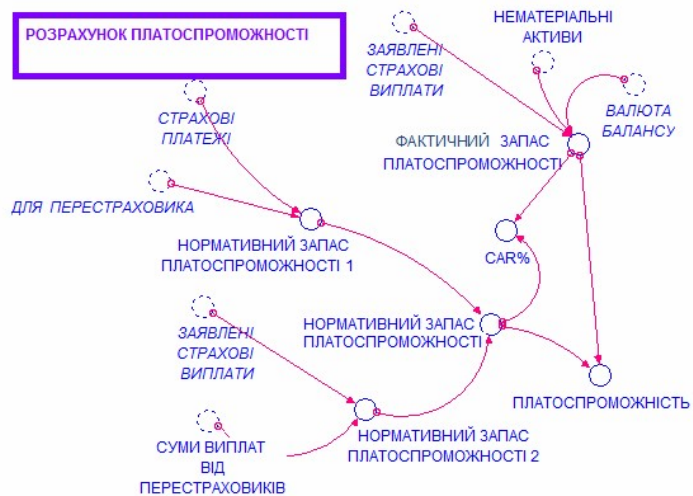 РОЗРАХУНОК ПЛАТОСПРОМОЖНОСТІ
НЕМАТЕРІАЛЬНІ
АКТИВИ
ЗАЯВЛЕНІ
СТРАХОВІ
ВИПЛАТИ
ВАЛЮТА
БАЛАНСУ
СТРАХОВІ
ПЛАТЕЖІ
ФАКТИЧНИЙ ЗАПАС
ПЛАТОСПРОМОЖНОСТІ
ДЛЯ ПЕРЕСТРАХОВИКА
НОРМАТИВНИЙ ЗАПАС
ПЛАТОСПРОМОЖНОСТІ 1
CAR%
НОРМАТИВНИЙ ЗАПАС
ПЛАТОСПРОМОЖНОСТІ
ЗАЯВЛЕНІ
СТРАХОВІ
ВИПЛАТИ
ПЛАТОСПРОМОЖНІСТЬ
НОРМАТИВНИЙ ЗАПАС
ПЛАТОСПРОМОЖНОСТІ 2
СУМИ ВИПЛАТ
ВІД
ПЕРЕСТРАХОВИКІВ